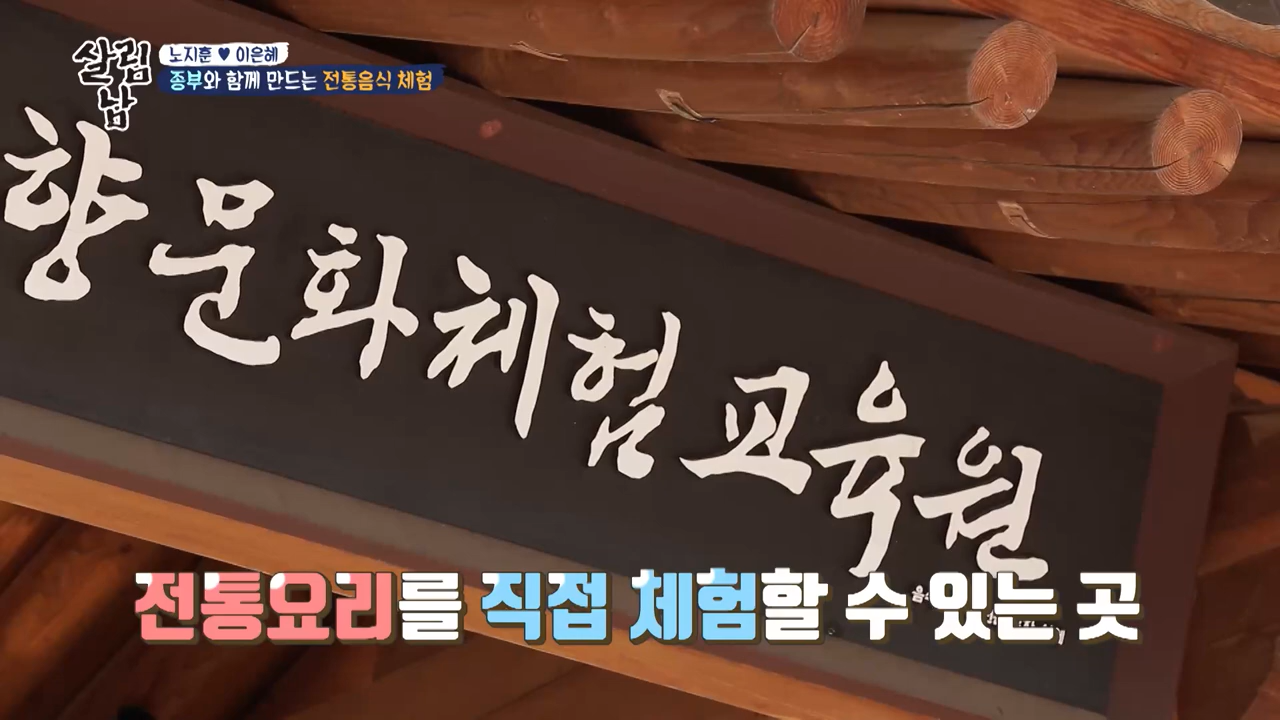 살림남
노지훈 ♥ 이은혜
종부와 함께 만드는 전통음식 체험
향문화체험교육원
전통요리를 직접 체험할 수 있는 곳